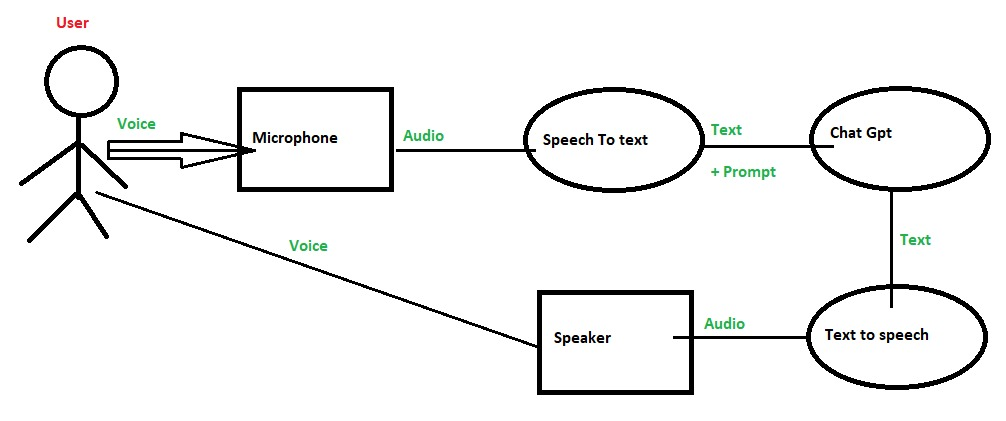 User
Voice
Microphone
Audio
Speech To text
Text
+ Prompt
Chat Gpt
Text
Voice
Speaker
Audio
Text to speech